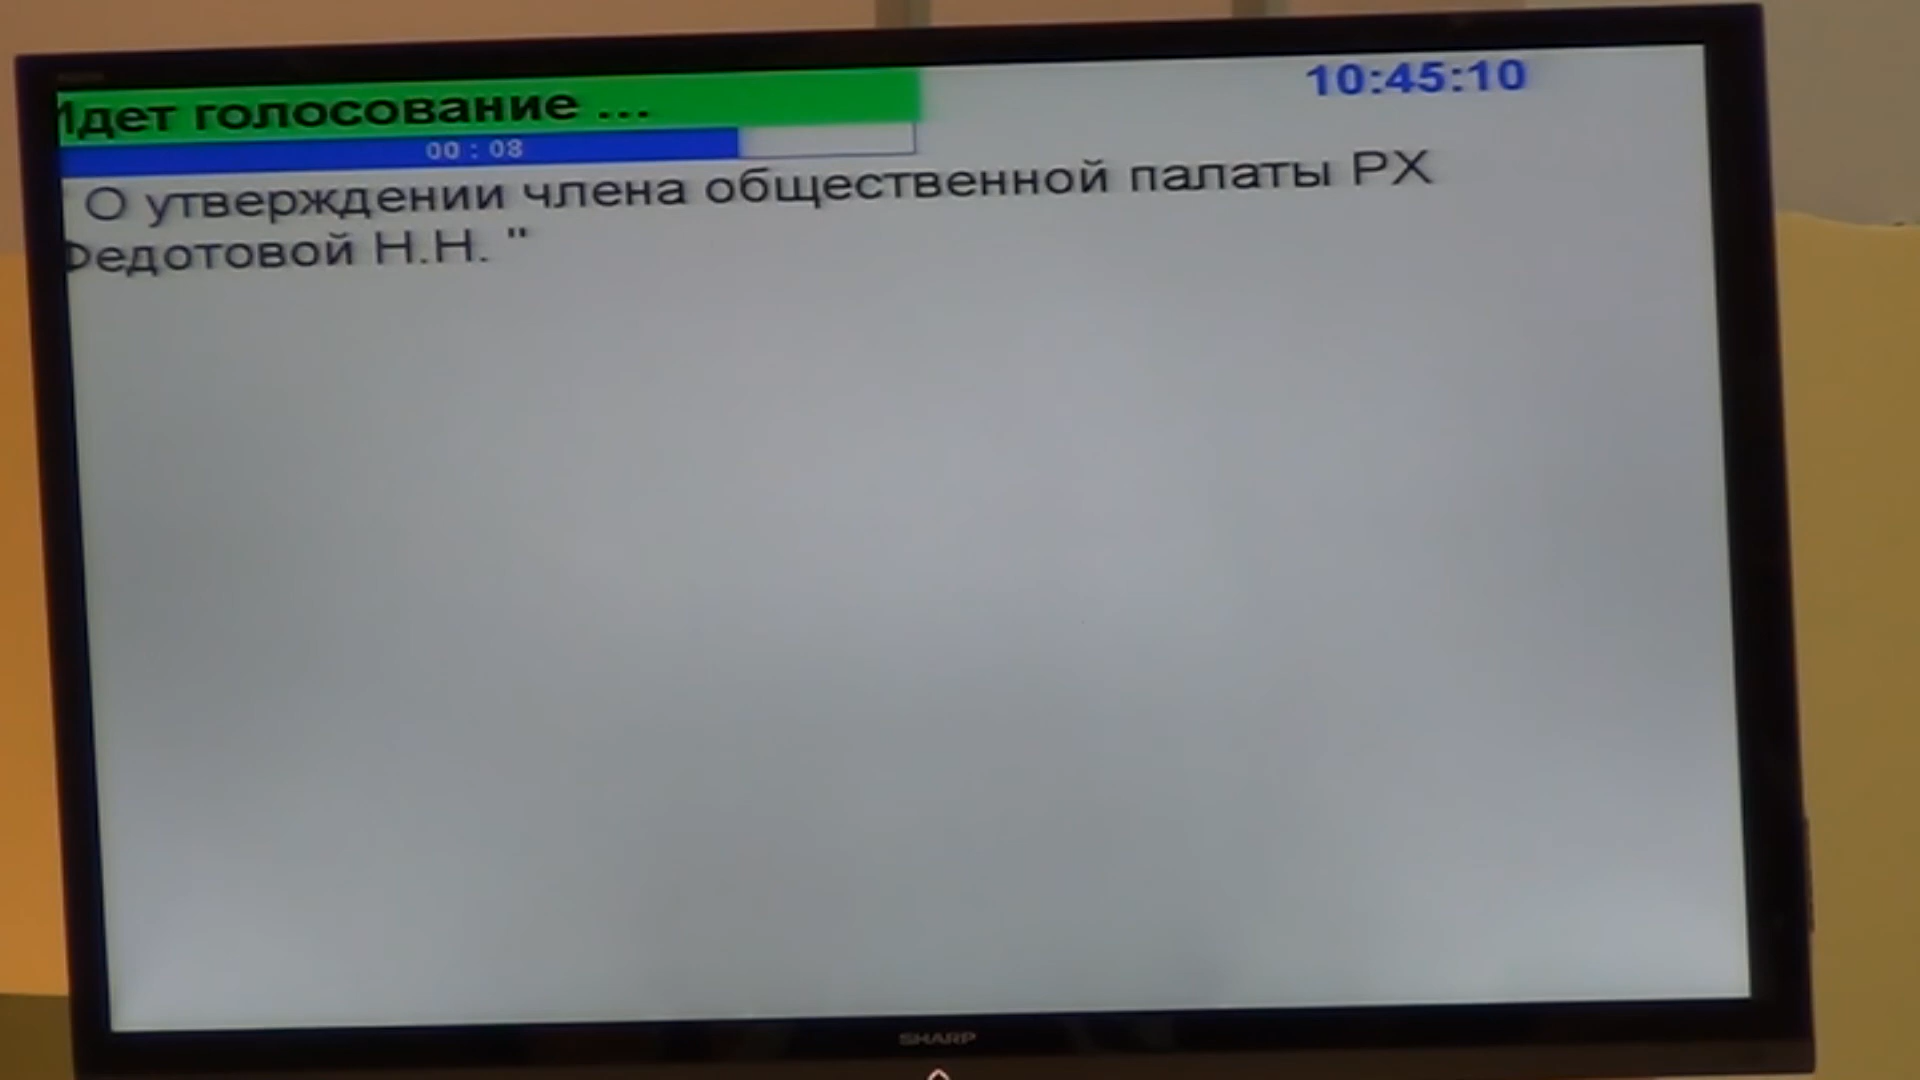 Идет голосование ...
10:45:10
00 : 08
О утверждении члена общественной палаты РХ
Федотовой Н.Н. "
SHARP